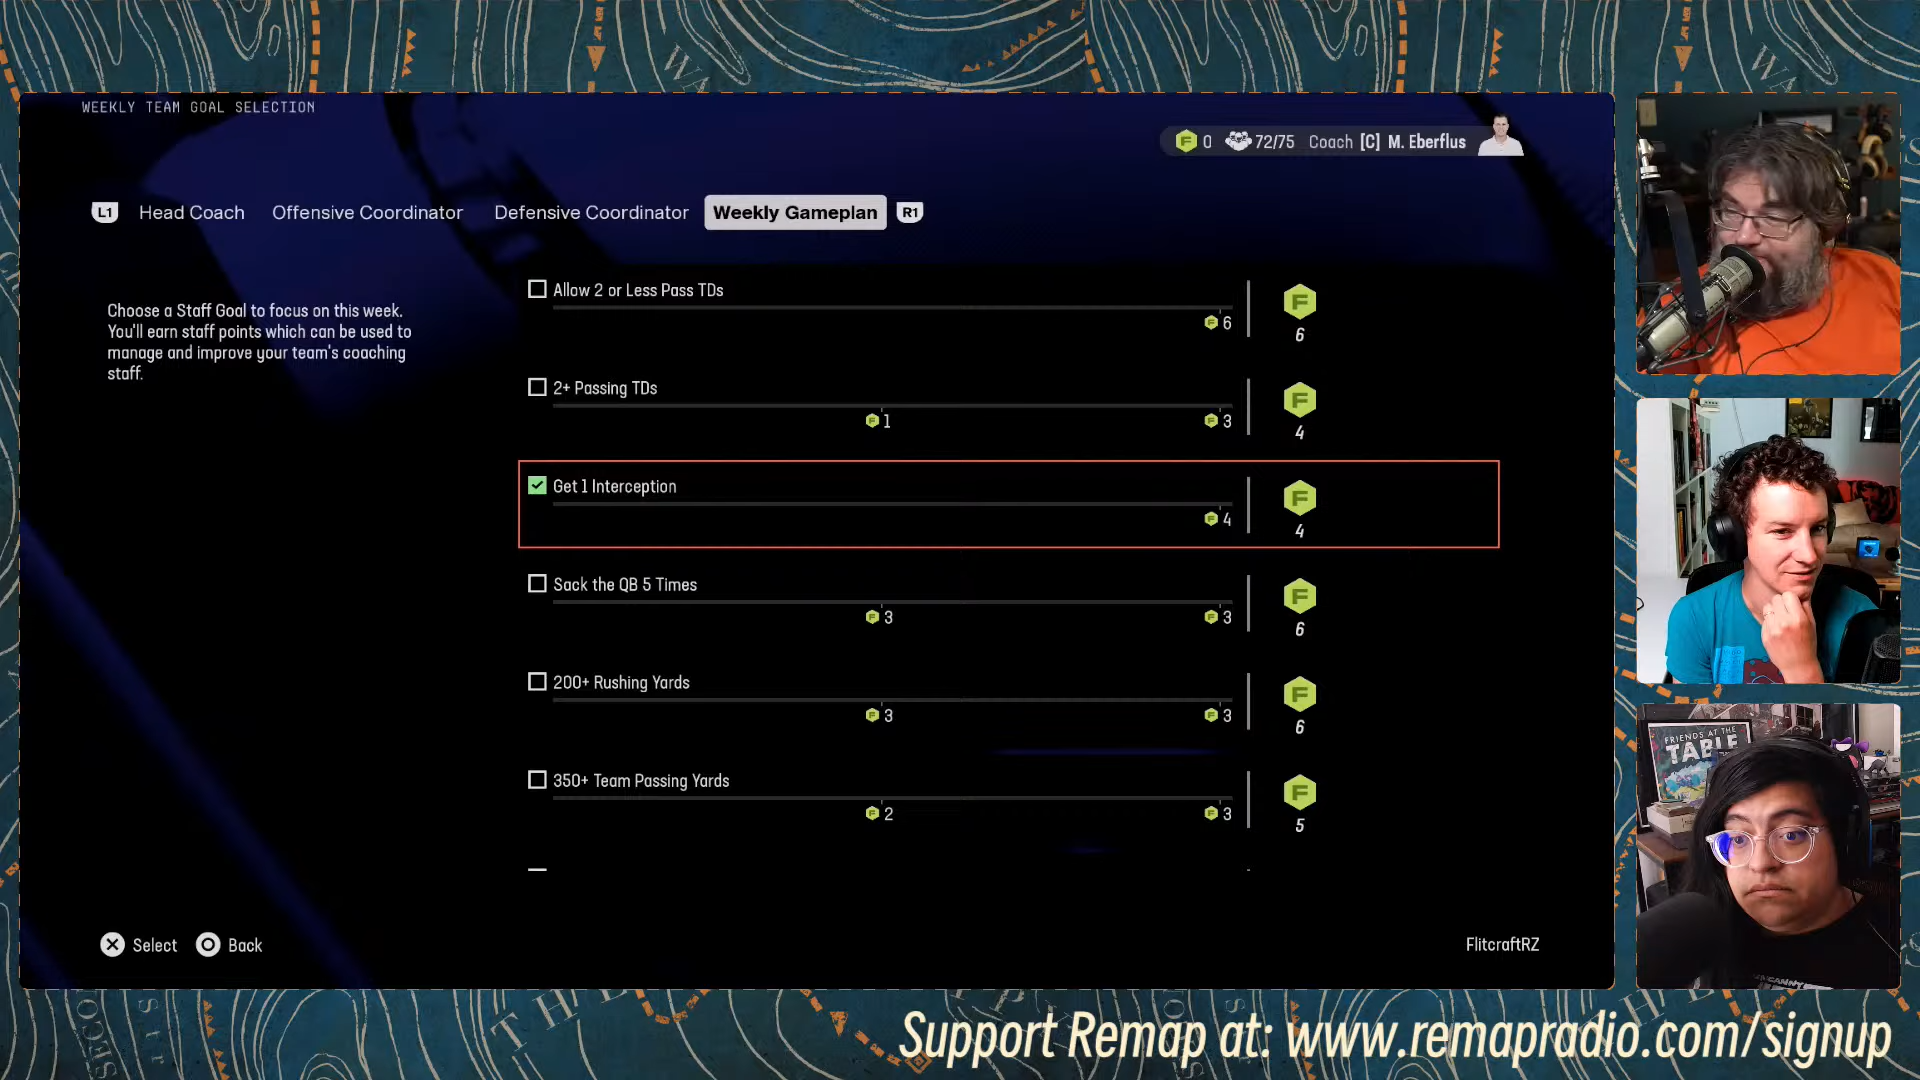 WEEKLY TEAM GOAL SELECTION
F 0 72/75 Coach [C] M. Eberflus
L1 Head Coach Offensive Coordinator Defensive Coordinator Weekly Gameplan R1
Choose a Staff Goal to focus on this week.
You'll earn staff points which can be used to
manage and improve your team's coaching
staff.
Allow 2 or Less Pass TDs
F 6
F
6
2+ Passing TDs
F 1 F 3
F
4
Get 1 Interception
F 4
F
4
Sack the QB 5 Times
F 3 F 3
F
6
200+ Rushing Yards
F 3 F 3
F
6
350+ Team Passing Yards
F 2 F 3
F
5
Select Back
FlitcraftRZ
FRIENDS AT THE
TABLE
Support Remap at: www.remapradio.com/signup